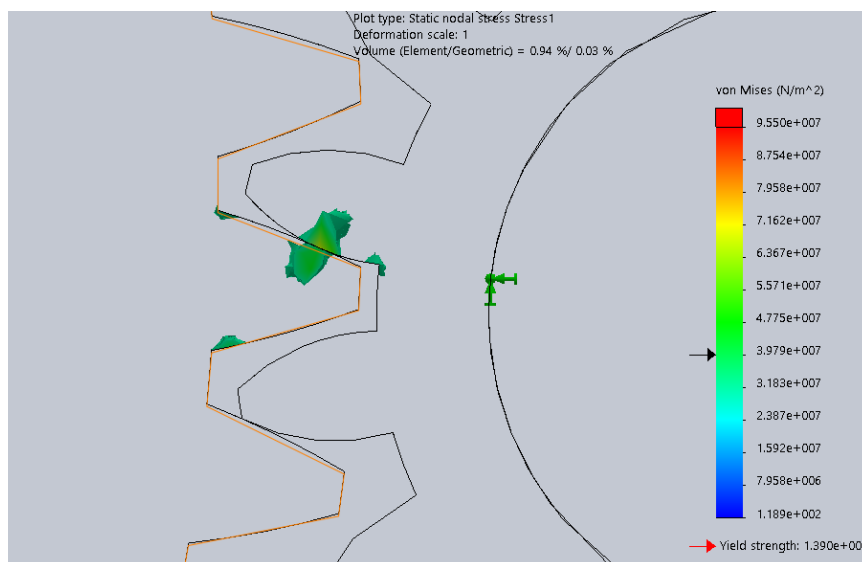 Plot type: Static nodal stress Stress1
Deformation scale: 1
Volume (Element/Geometric) = 0.94 %/ 0.03 %
von Mises (N/m^2)
9.550e+007
8.754e+007
7.958e+007
7.162e+007
6.367e+007
5.571e+007
4.775e+007
3.979e+007
3.183e+007
2.387e+007
1.592e+007
7.958e+006
1.189e+002
Yield strength: 1.390e+00